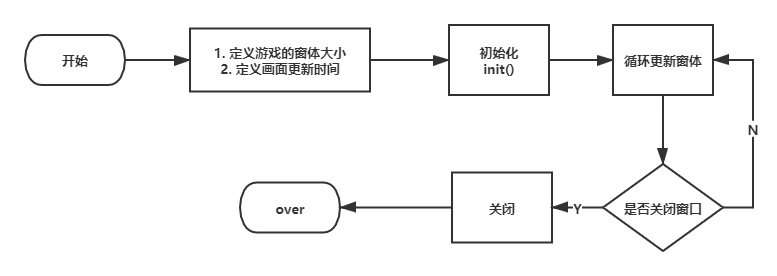 开始
1. 定义游戏的窗体大小
2. 定义画面更新时间
初始化
init()
循环更新窗体
N
是否关闭窗口
Y
关闭
over